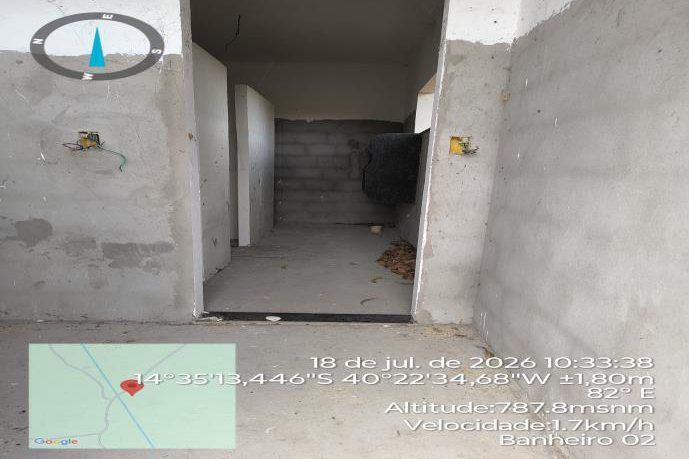 N
E
S
W
18 de jul. de 2026 10:33:38
14°35'13,446"S 40°22'34,68"W ±1,80m
82° E
Altitude:787.8msnm
Velocidade:1.7km/h
Banheiro 02
Google